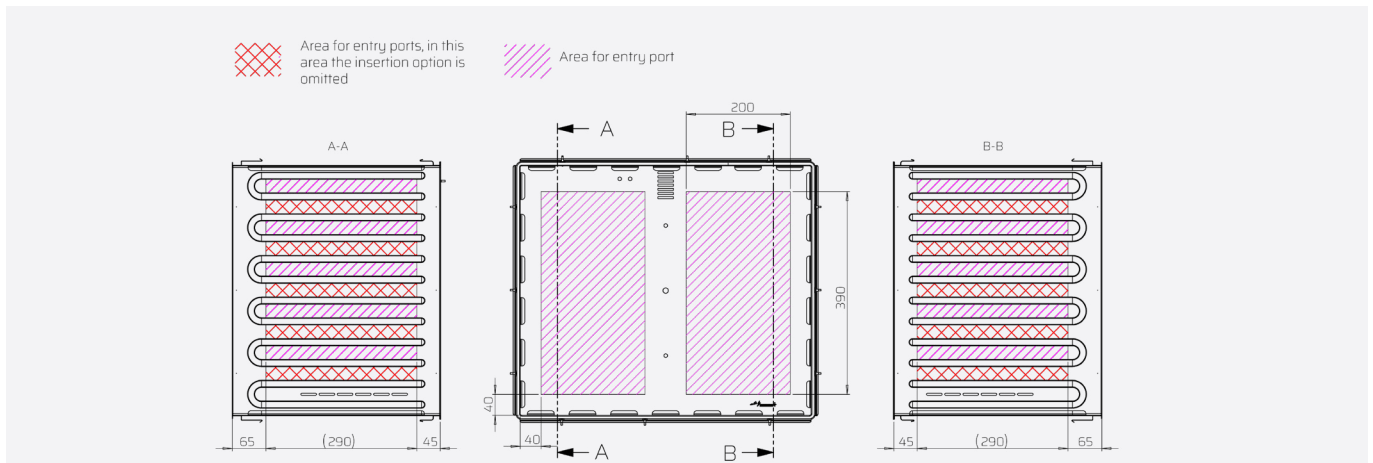 Area for entry ports, in this
area the insertion option is
omitted
Area for entry port
200
A
B
A-A
B-B
390
40
40
65
(290)
45
A
B
45
(290)
65